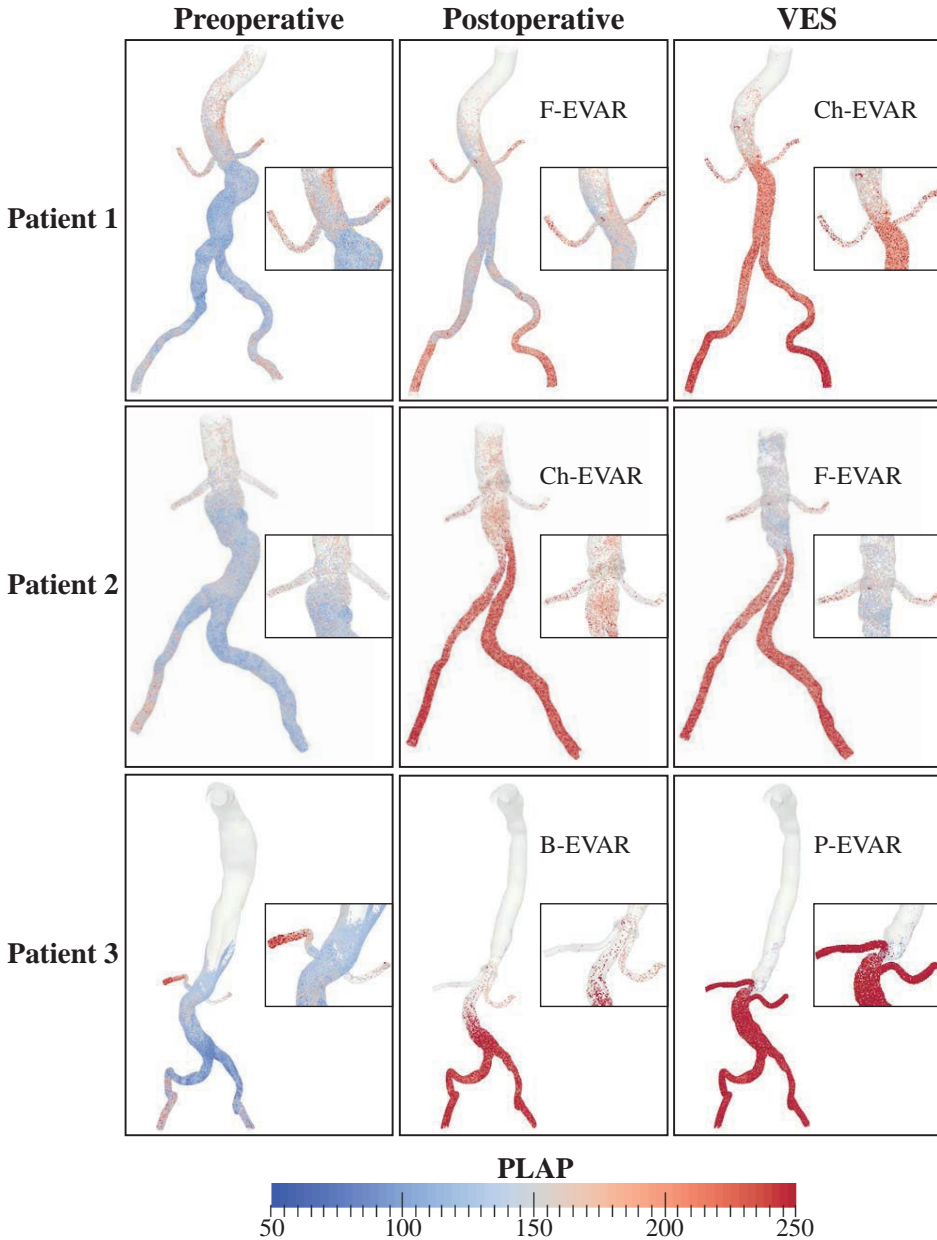 Preoperative Postoperative VES
Patient 1
F-EVAR
Ch-EVAR
Patient 2
Ch-EVAR
F-EVAR
Patient 3
B-EVAR
P-EVAR
PLAP
50 100 150 200 250